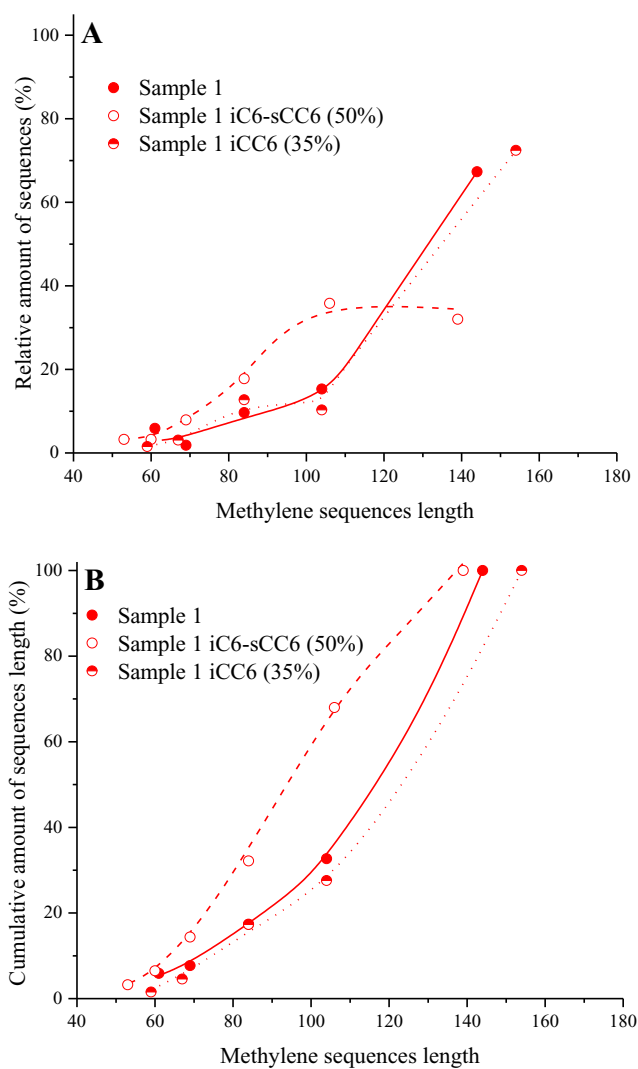 A
Sample 1
Sample 1 iC6-sCC6 (50%)
Sample 1 iCC6 (35%)
Relative amount of sequences (%)
100
80
60
40
20
0
40 60 80 100 120 140 160 180
Methylene sequences length
B
Sample 1
Sample 1 iC6-sCC6 (50%)
Sample 1 iCC6 (35%)
Cumulative amount of sequences length (%)
100
80
60
40
20
0
40 60 80 100 120 140 160 180
Methylene sequences length